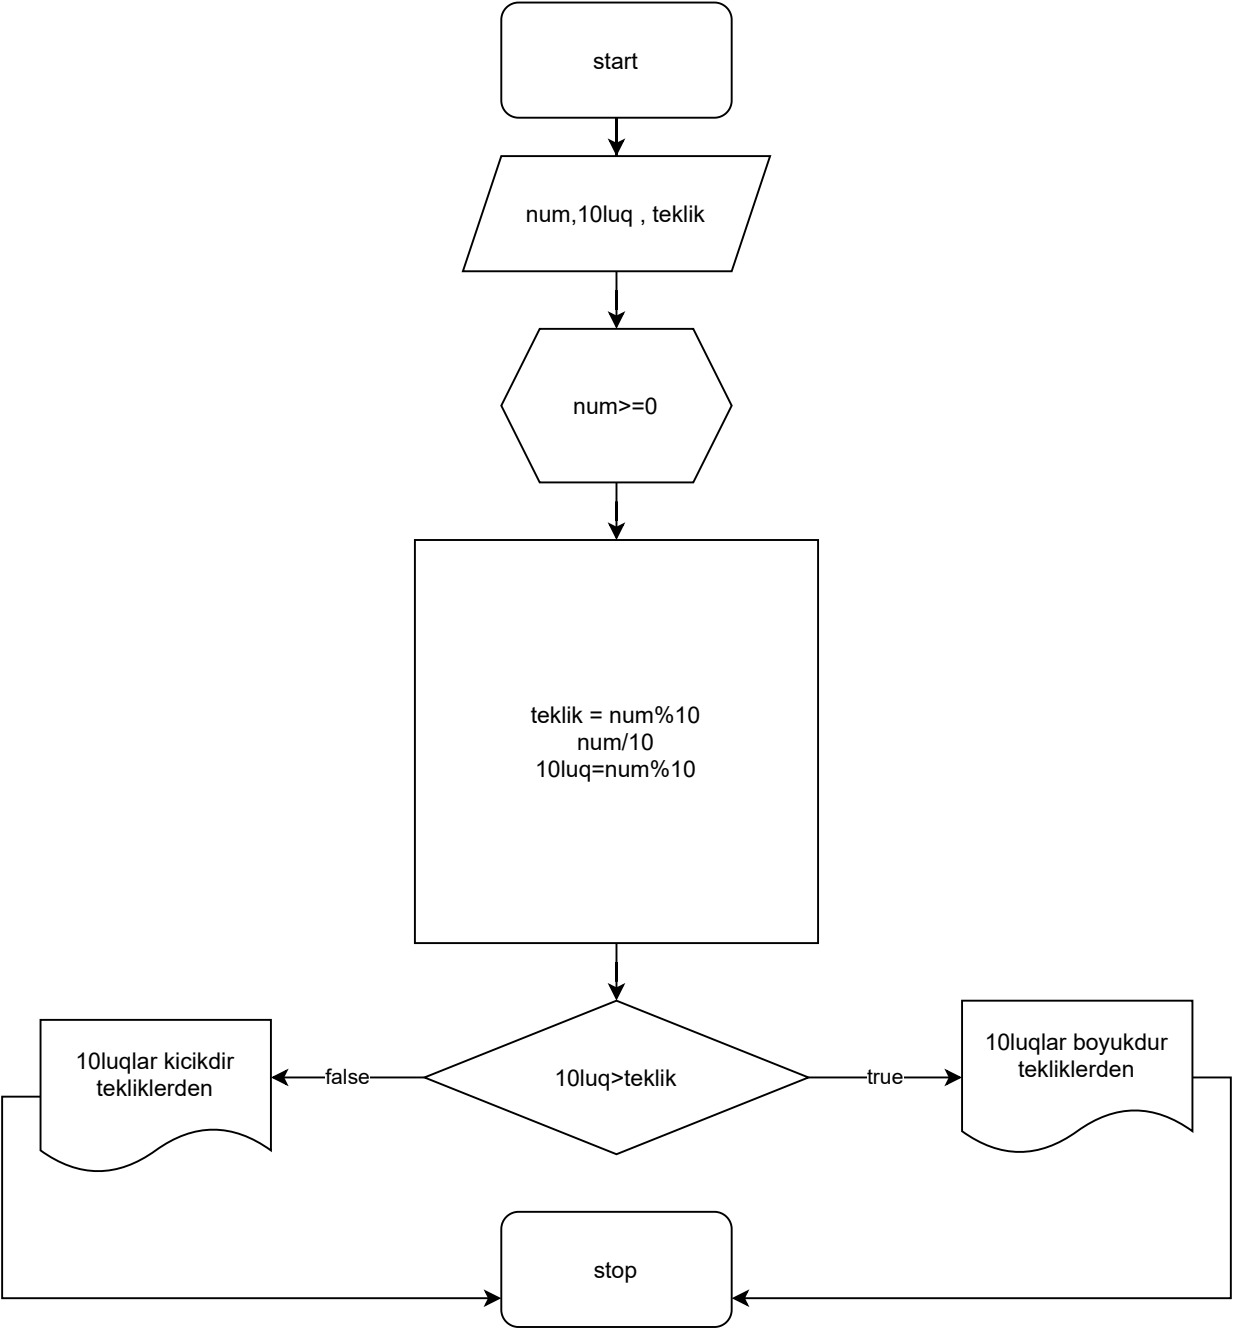 start
num,10luq , teklik
num>=0
teklik = num%10
num/10
10luq=num%10
10luq>teklik
false
true
10luqlar kicikdir
tekliklerden
10luqlar boyukdur
tekliklerden
stop